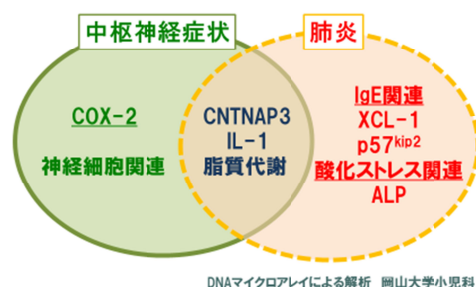 中枢神経症状
肺炎
COX-2
神経細胞関連
CNTNAP3
IL-1
脂質代謝
IgE関連
XCL-1
p57kip2
酸化ストレス関連
ALP
DNAマイクロアレイによる解析 岡山大学小児科